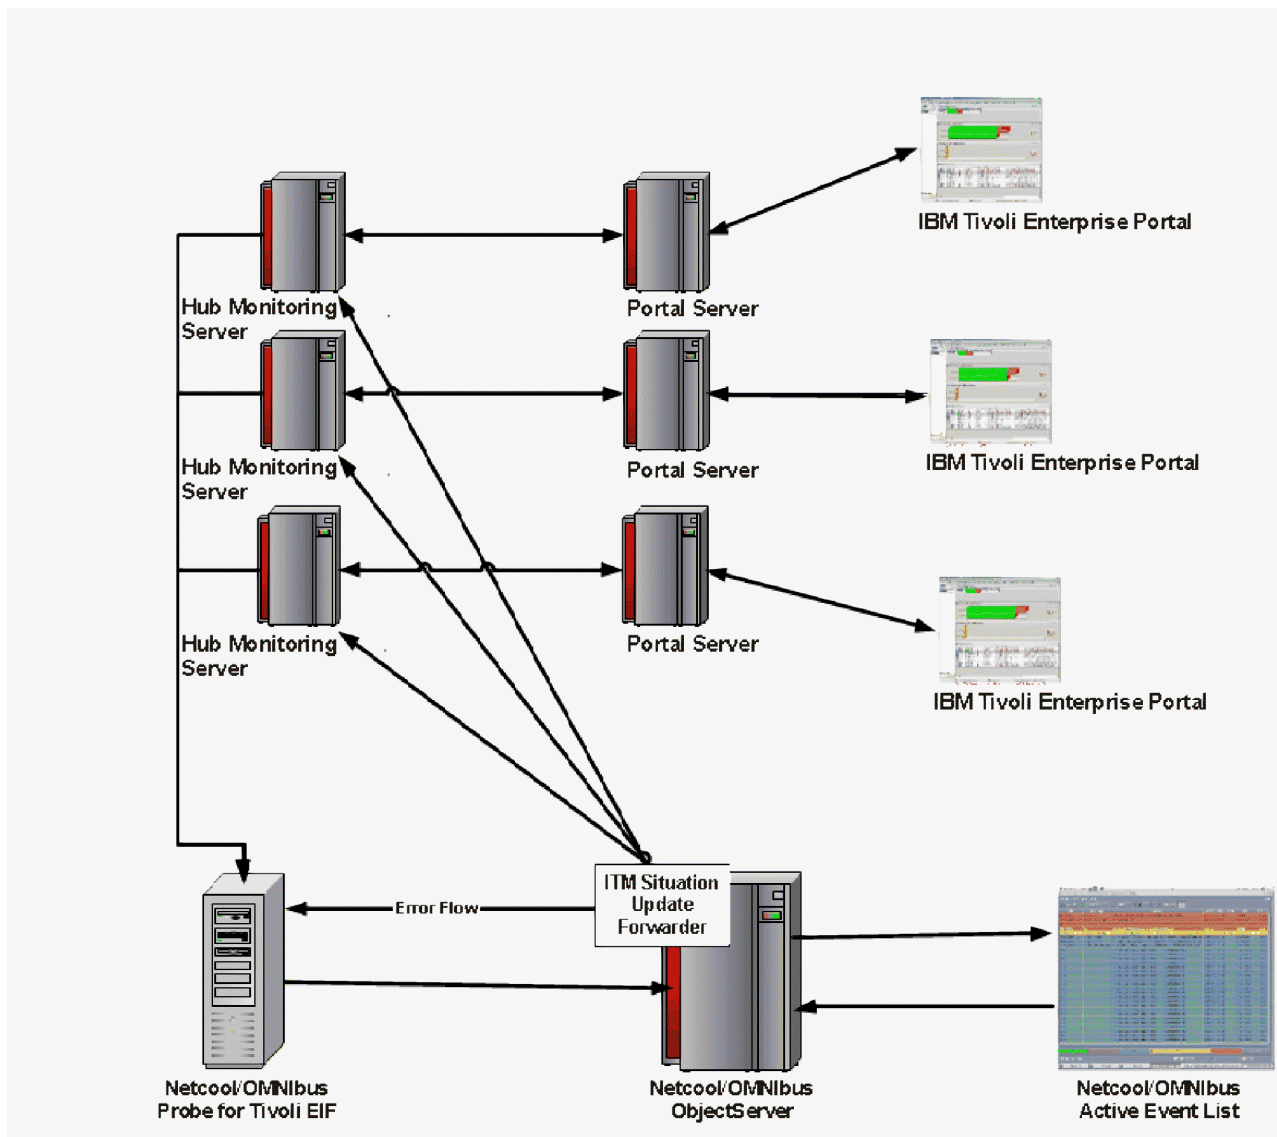 IBM Tivoli Enterprise Portal
Hub Monitoring
Server
Portal Server
Hub Monitoring
Server
Portal Server
IBM Tivoli Enterprise Portal
Hub Monitoring
Server
Portal Server
IBM Tivoli Enterprise Portal
ITM Situation
Update
Forwarder
Error Flow
Netcool/OMNIbus
Probe for Tivoli EIF
Netcool/OMNIbus
ObjectServer
Netcool/OMNIbus
Active Event List